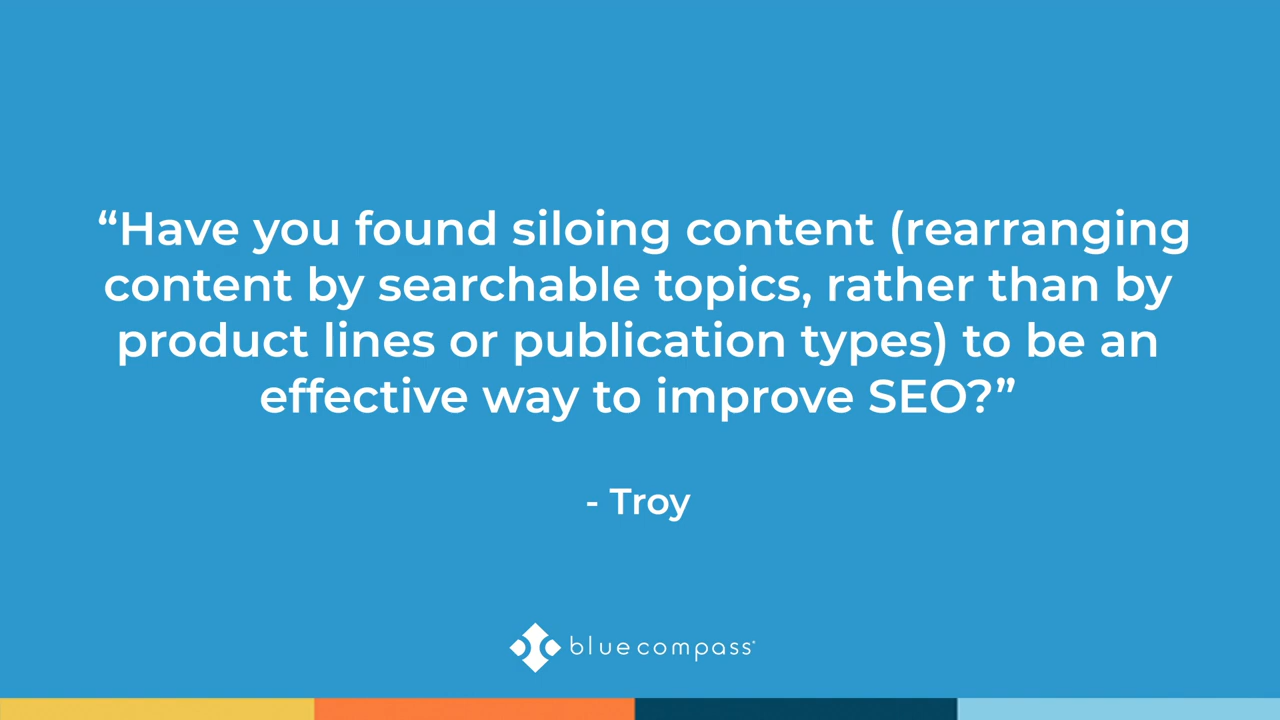 “Have you found siloing content (rearranging
content by searchable topics, rather than by
product lines or publication types) to be an
effective way to improve SEO?”
- Troy
blue compass